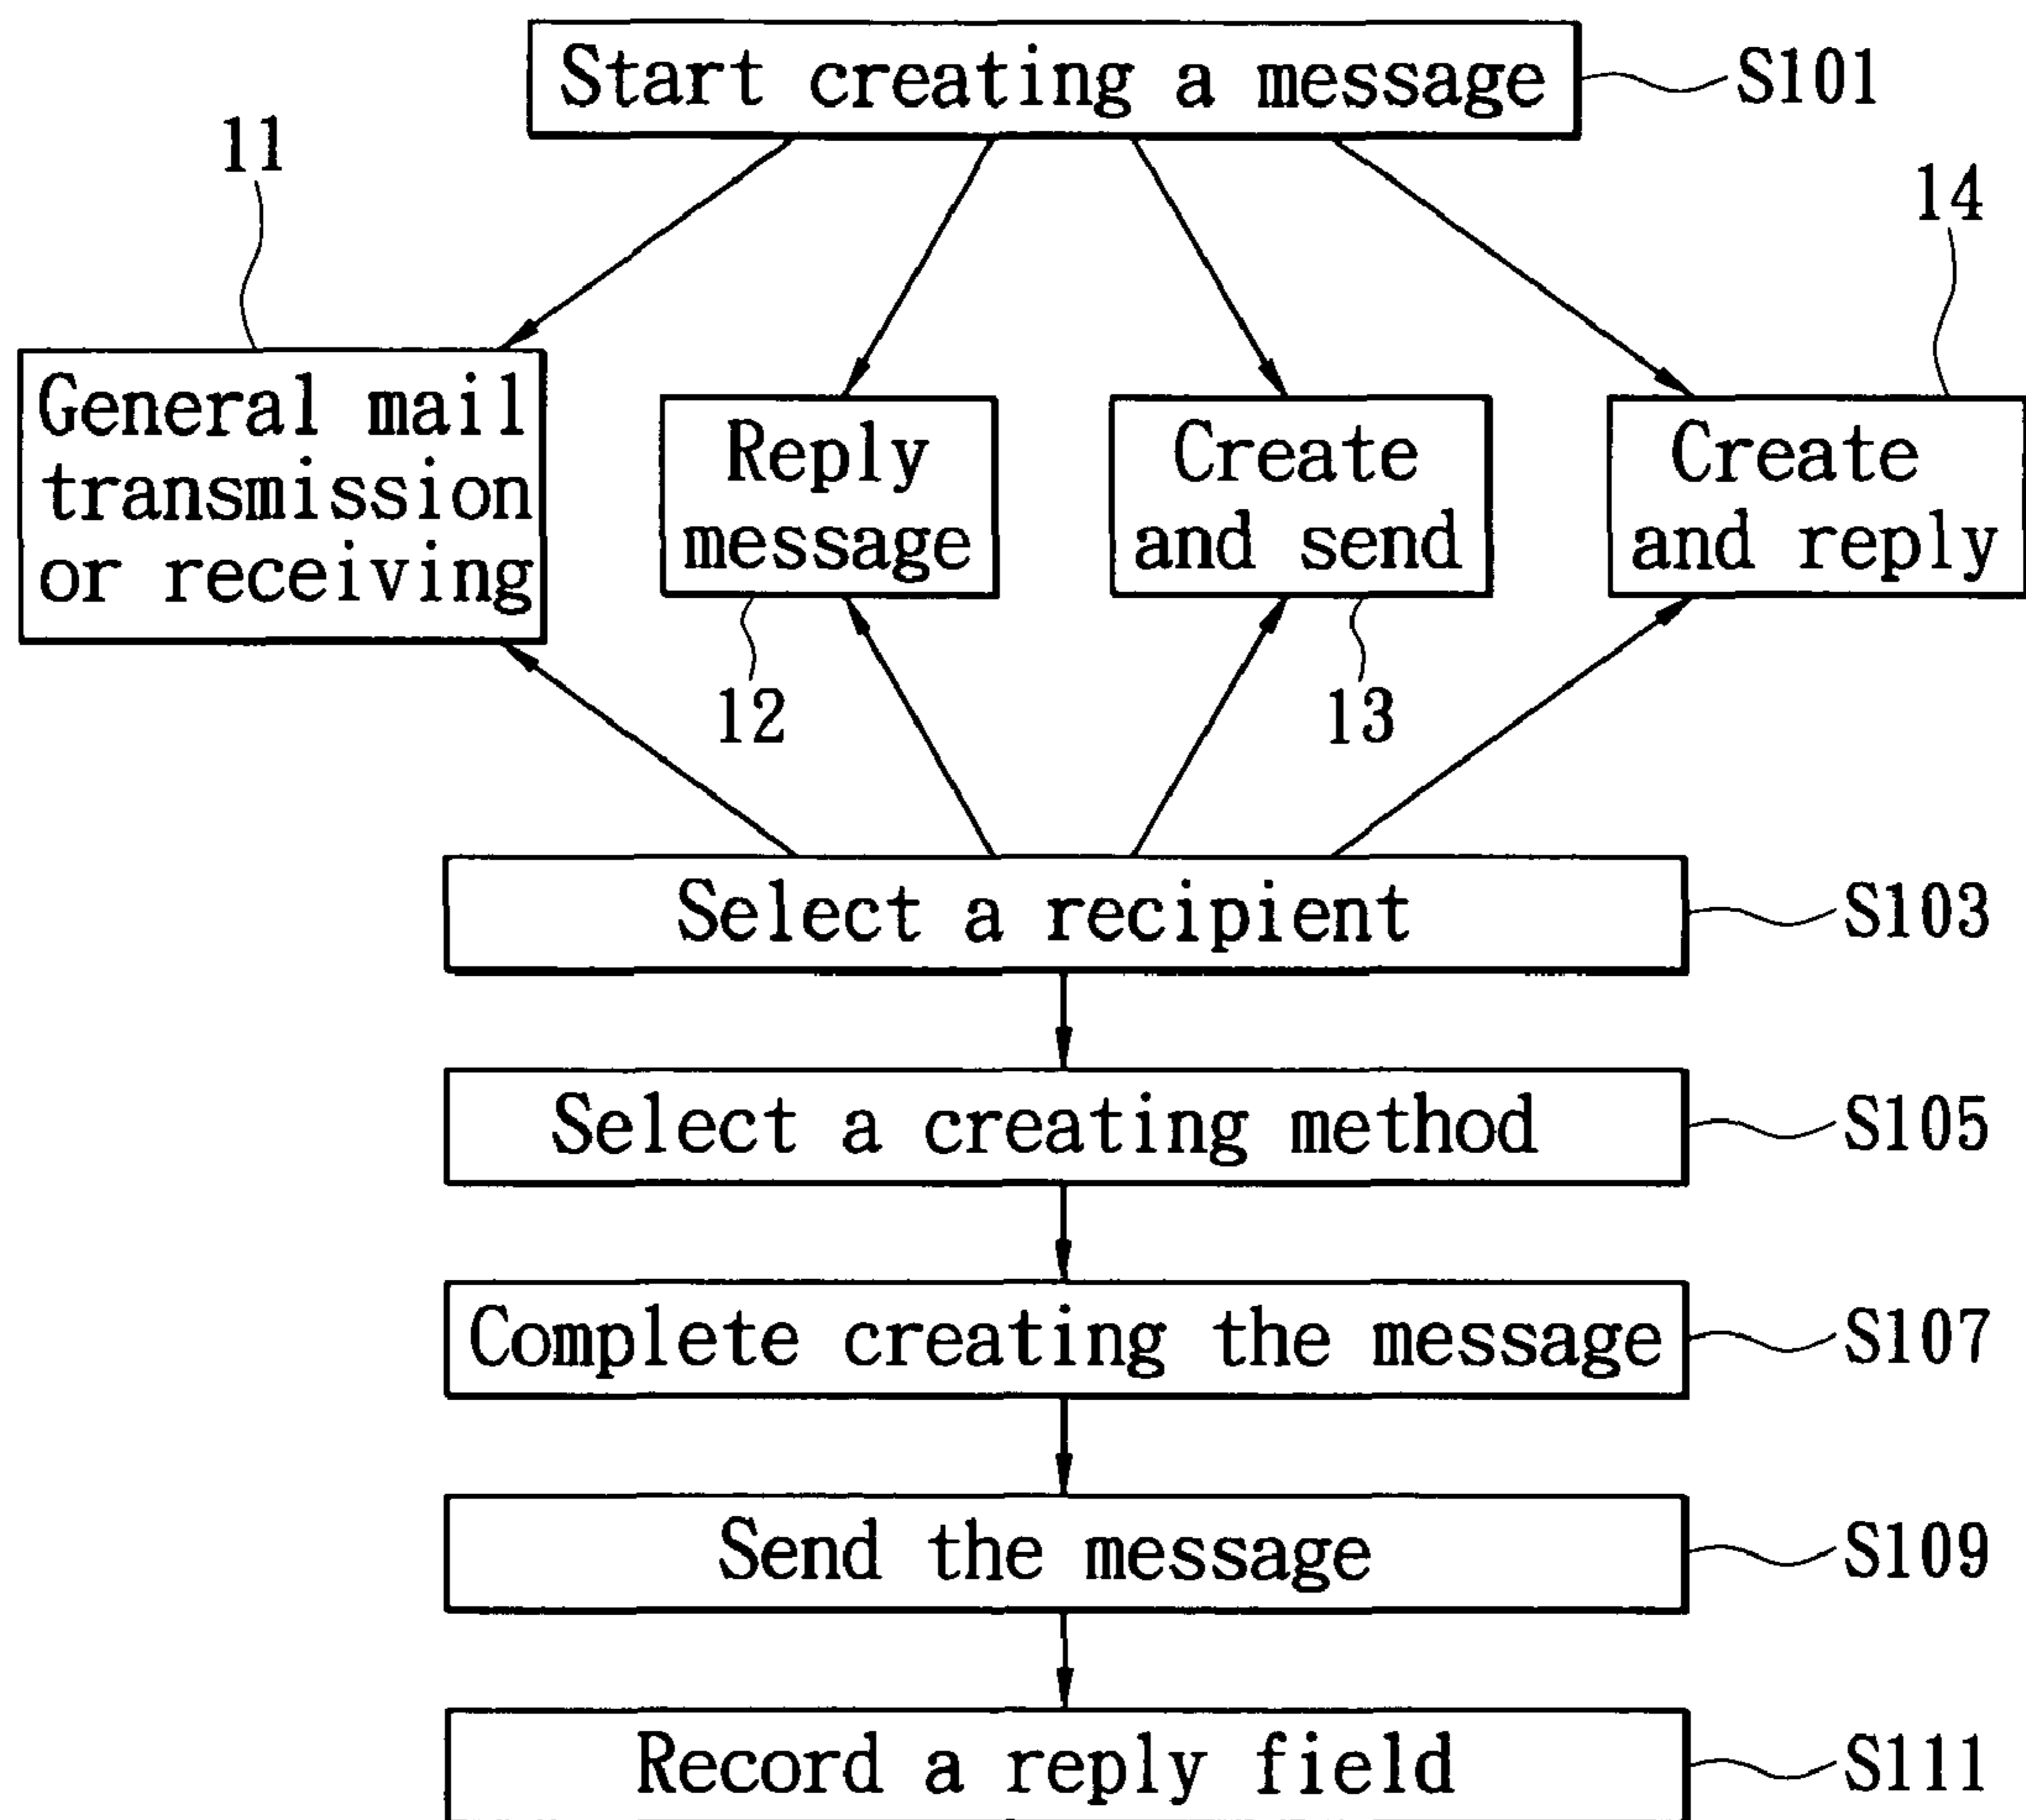 Start creating a message
S101
11
14
General mail
transmission
or receiving
Reply
message
Create
and send
Create
and reply
12
13
Select a recipient
S103
Select a creating method
S105
Complete creating the message
S107
Send the message
S109
Record a reply field
S111